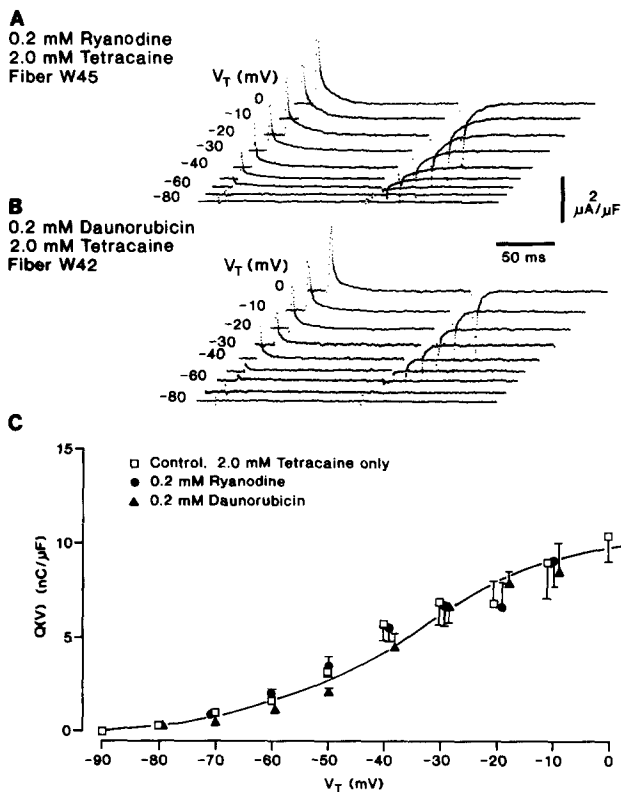 A
0.2 mM Ryanodine
2.0 mM Tetracaine
Fiber W45
VT (mV)
0
-10
-20
-30
-40
-60
-80
2
μA/μF
50 ms
B
0.2 mM Daunorubicin
2.0 mM Tetracaine
Fiber W42
VT (mV)
0
-10
-20
-30
-40
-60
-80
C
Control. 2.0 mM Tetracaine only
0.2 mM Ryanodine
0.2 mM Daunorubicin
Q(V) (nC/μF)
15
10
5
0
-90 -80 -70 -60 -50 -40 -30 -20 -10 0
VT (mV)